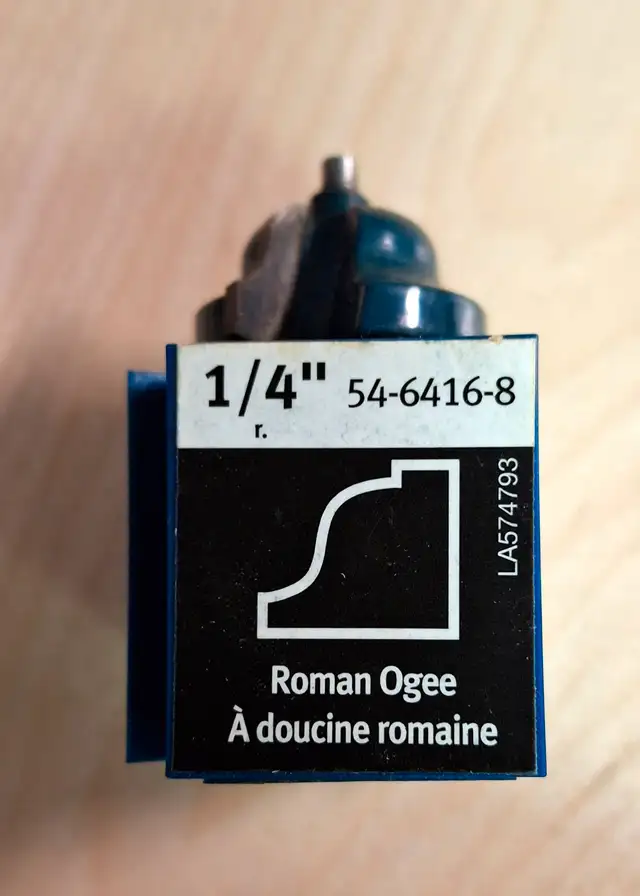 1/4" 54-6416-8
r.
LA574793
Roman Ogee
À doucine romaine